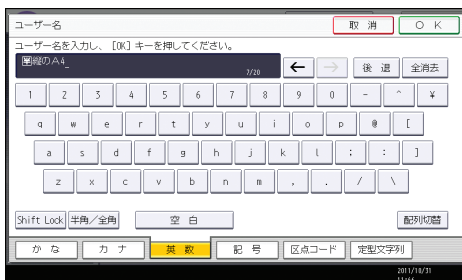 ユーザー名
取 消
O K
ユーザー名を入力し、[OK] キーを押してください。
縦のA4_
7/20
← → 後 退 全消去
1 2 3 4 5 6 7 8 9 0 - ^ ¥
q w e r t y u i o p @ [
a s d f g h j k l ; : ]
z x c v b n m , . / \
Shift Lock 半角／全角 空 白 配列切替
か な カ ナ 英 数 記 号 区点コード 定型文字列
2011/10/31